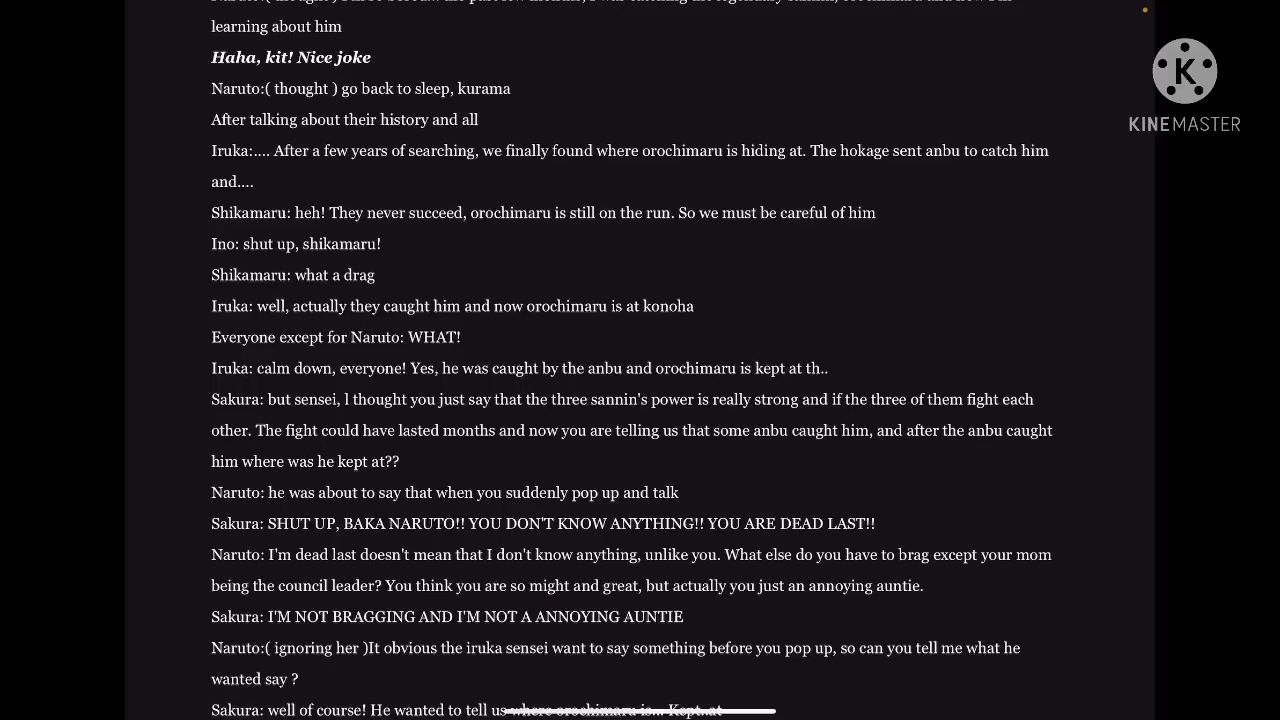 learning about him
Haha, kit! Nice joke
Naruto:( thought ) go back to sleep, kurama
After talking about their history and all
Iruka:.... After a few years of searching, we finally found where orochimaru is hiding at. The hokage sent anbu to catch him
and....
Shikamaru: heh! They never succeed, orochimaru is still on the run. So we must be careful of him
Ino: shut up, shikamaru!
Shikamaru: what a drag
Iruka: well, actually they caught him and now orochimaru is at konoha
Everyone except for Naruto: WHAT!
Iruka: calm down, everyone! Yes, he was caught by the anbu and orochimaru is kept at th..
Sakura: but sensei, l thought you just say that the three sannin's power is really strong and if the three of them fight each
other. The fight could have lasted months and now you are telling us that some anbu caught him, and after the anbu caught
him where was he kept at??
Naruto: he was about to say that when you suddenly pop up and talk
Sakura: SHUT UP, BAKA NARUTO!! YOU DON'T KNOW ANYTHING!! YOU ARE DEAD LAST!!
Naruto: I'm dead last doesn't mean that I don't know anything, unlike you. What else do you have to brag except your mom
being the council leader? You think you are so might and great, but actually you just an annoying auntie.
Sakura: I'M NOT BRAGGING AND I'M NOT A ANNOYING AUNTIE
Naruto:( ignoring her )It obvious the iruka sensei want to say something before you pop up, so can you tell me what he
wanted say ?
Sakura: well of course! He wanted to tell us where orochimaru is... Kept..at
K
KINEMASTER